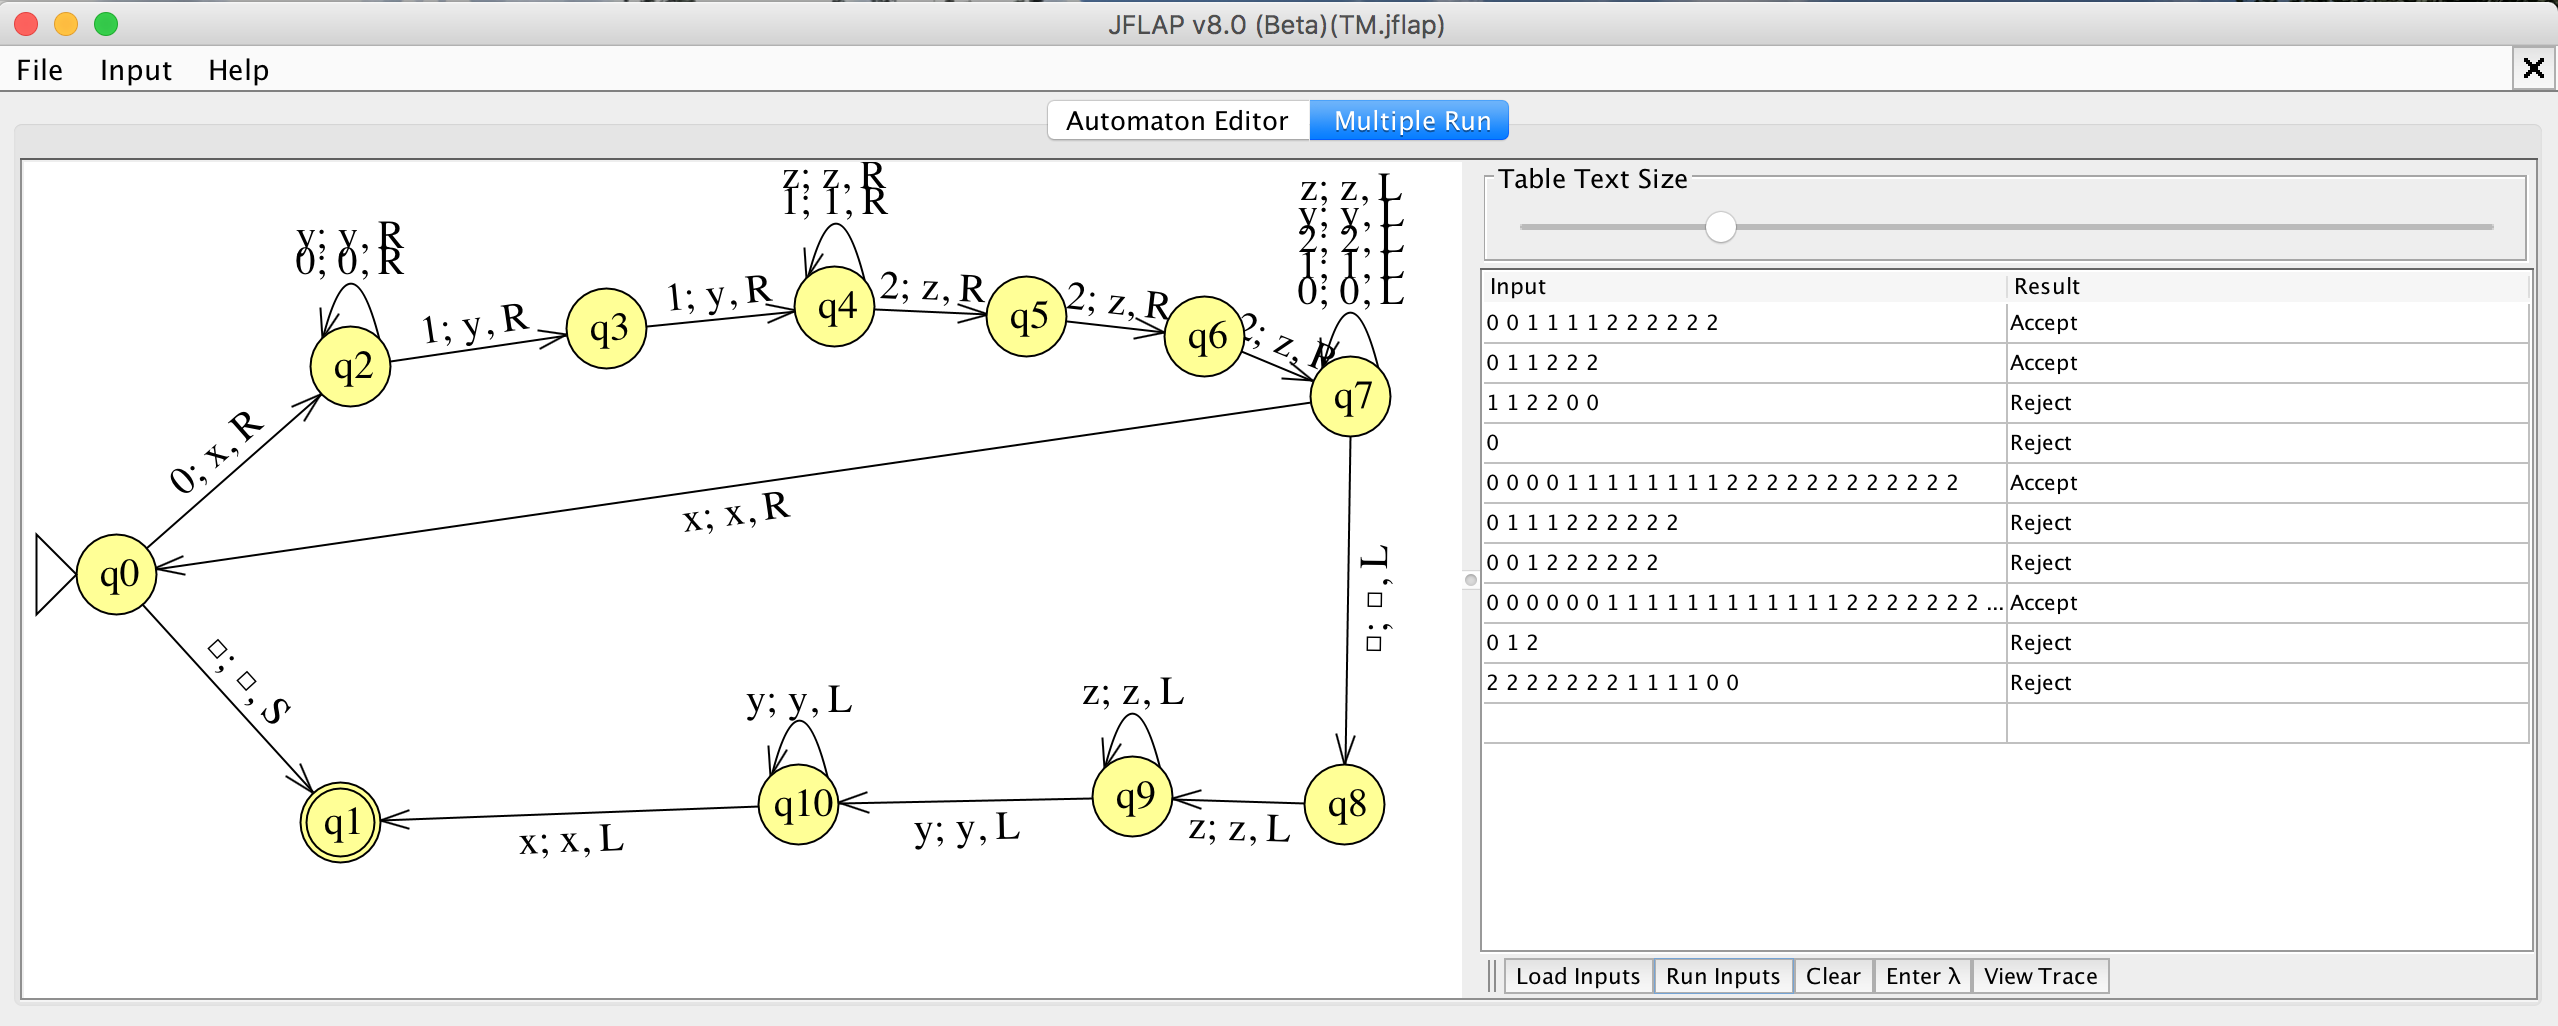 JFLAP v8.0 (Beta)(TM.jflap)
File Input Help
Automaton Editor Multiple Run
z; z, R
1; 1, R
y; y, R
0; 0, R
z; z, L
y; y, L
2; 2, L
1; 1, L
0; 0, L
q2
1; y, R
q3
1; y, R
q4
2; z, R
q5
2; z, R
q6
2; z, R
q7
0; x, R
x; x, R
q0
□; □, L
□; □, S
y; y, L
z; z, L
q1
x; x, L
q10
y; y, L
q9
z; z, L
q8
Table Text Size
Input Result
0 0 1 1 1 1 2 2 2 2 2 2 Accept
0 1 1 2 2 2 Accept
1 1 2 2 0 0 Reject
0 Reject
0 0 0 0 1 1 1 1 1 1 1 1 2 2 2 2 2 2 2 2 2 2 2 2 Accept
0 1 1 1 2 2 2 2 2 2 Reject
0 0 1 2 2 2 2 2 2 Reject
0 0 0 0 0 0 1 1 1 1 1 1 1 1 1 1 1 1 2 2 2 2 2 2 2 ... Accept
0 1 2 Reject
2 2 2 2 2 2 2 1 1 1 1 0 0 Reject
Load Inputs Run Inputs Clear Enter λ View Trace